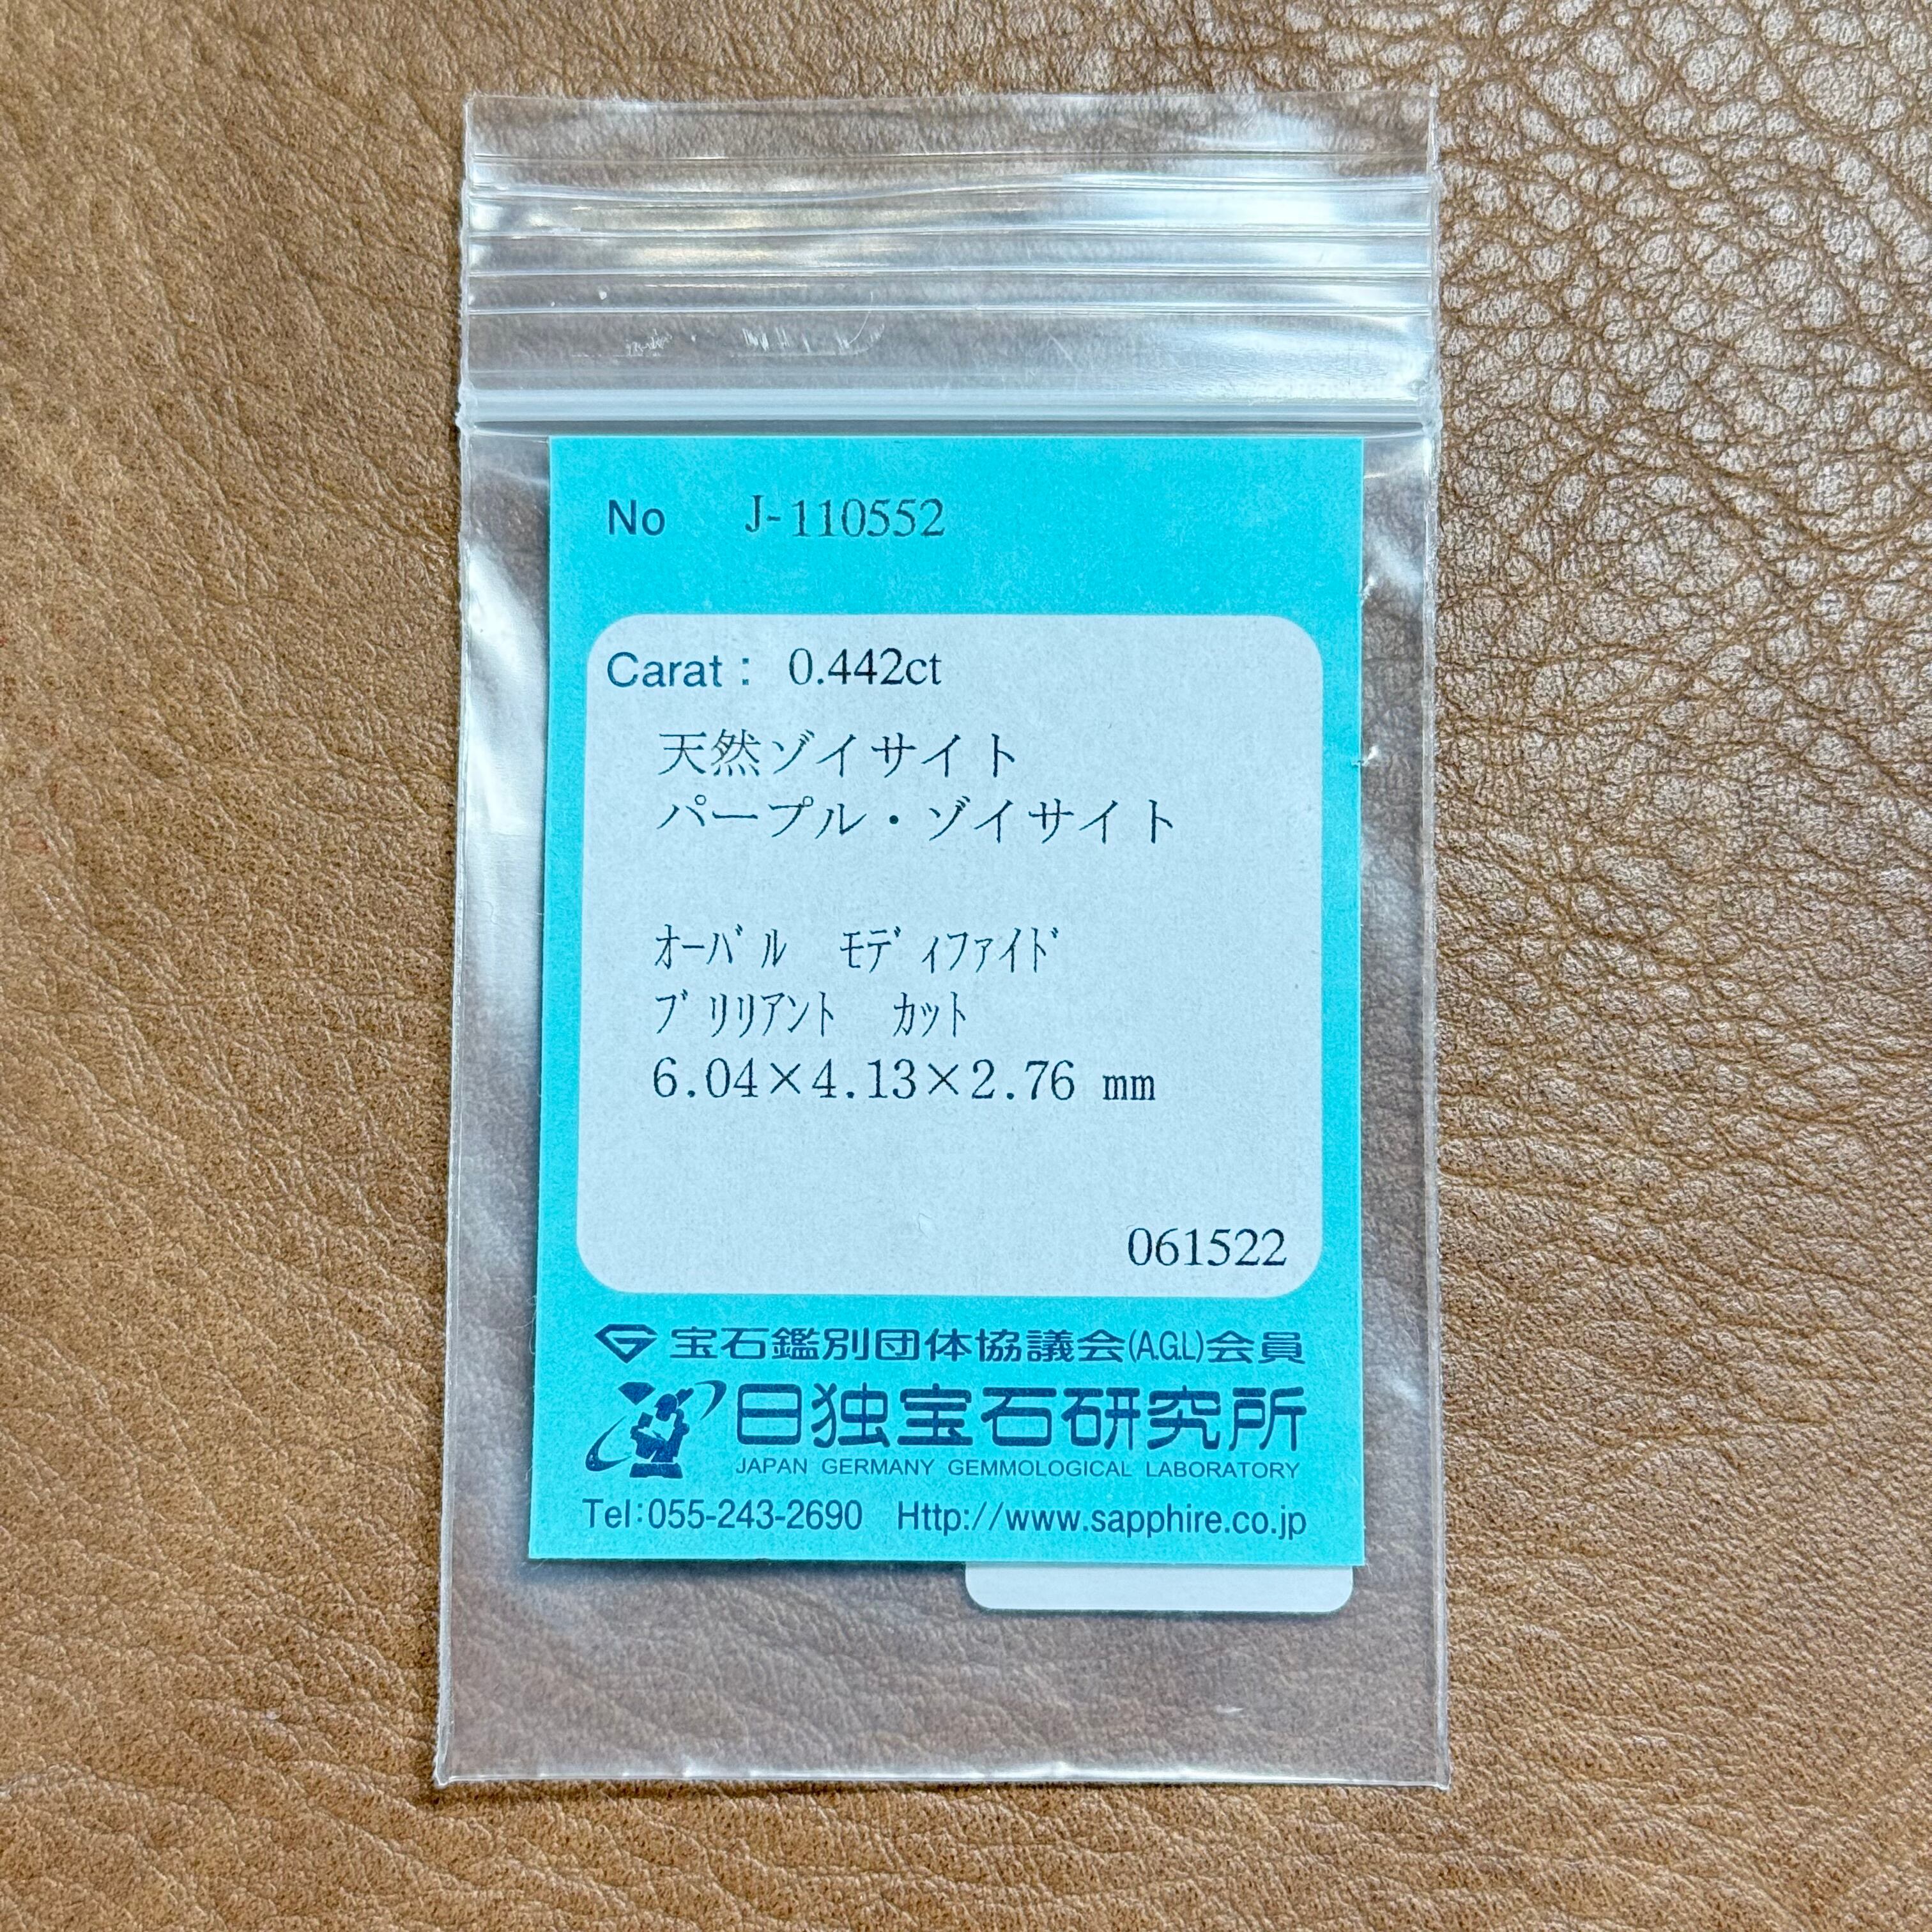 No J-110552
Carat : 0.442ct
天然ゾイサイト
パープル・ゾイサイト
ｵｰﾊﾞﾙ ﾓﾃﾞｨﾌｧｲﾄﾞ
ﾌﾞﾘﾘｱﾝﾄ ｶｯﾄ
6.04×4.13×2.76 mm
061522
宝石鑑別団体協議会(A.G.L)会員
日独宝石研究所
JAPAN GERMANY GEMMOLOGICAL LABORATORY
Tel:055-243-2690 Http://www.sapphire.co.jp